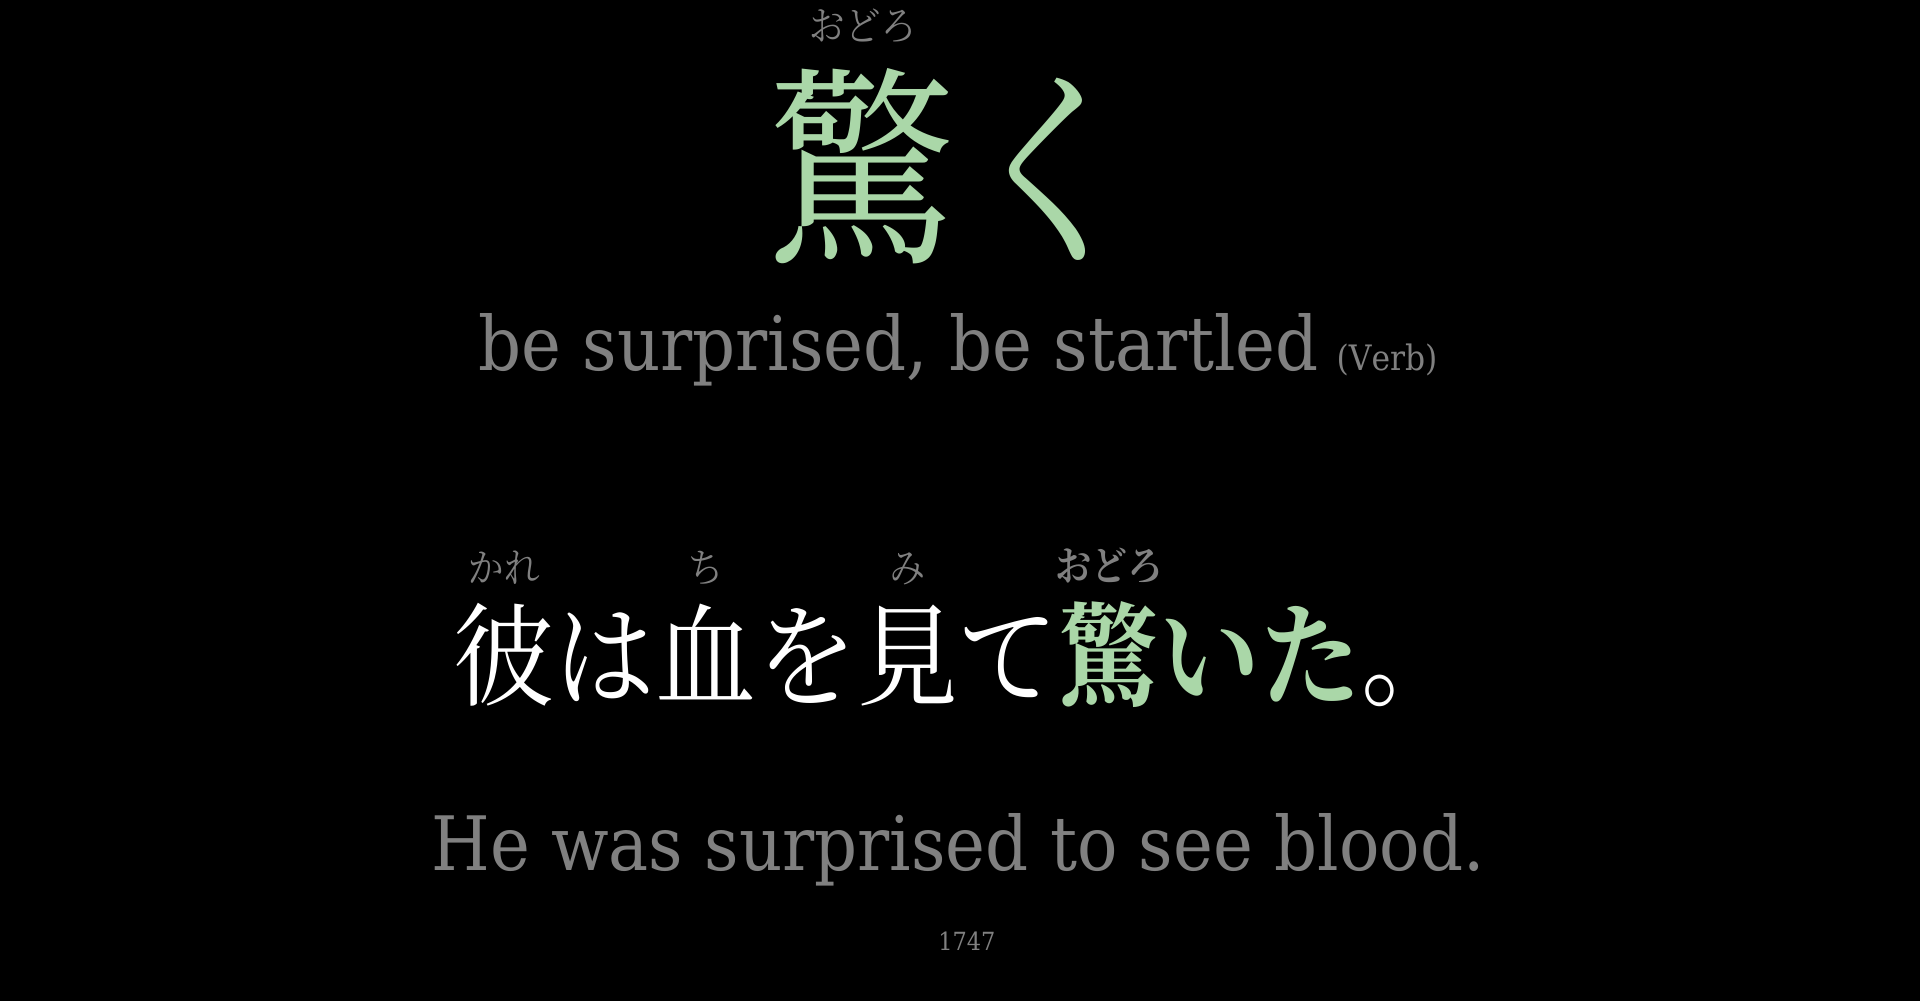 おどろ
驚く
be surprised, be startled (Verb)
かれ ち み おどろ
彼は血を見て驚いた。
He was surprised to see blood.
1747